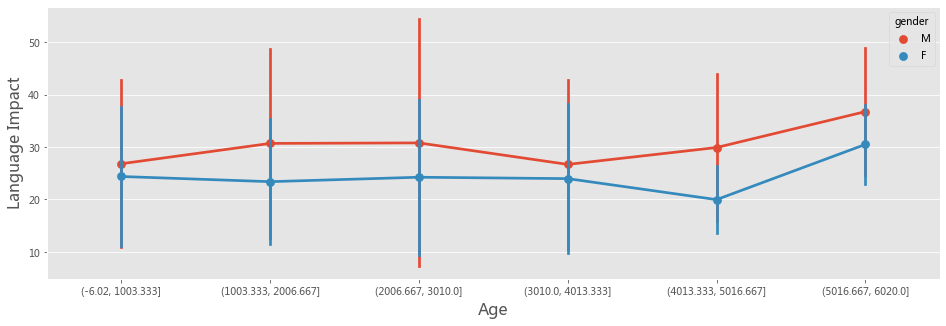 gender
M
F
50
40
30
20
10
Language Impact
(−6.02, 1003.333]
(1003.333, 2006.667]
(2006.667, 3010.0]
(3010.0, 4013.333]
(4013.333, 5016.667]
(5016.667, 6020.0]
Age